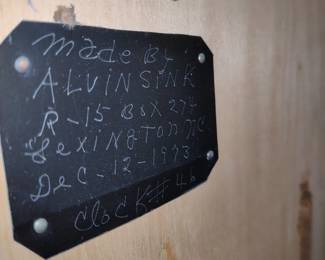 Made By
ALVIN SINK
R-15 BOX 274
Lexington NC
Dec-12-1973
Clock # 46